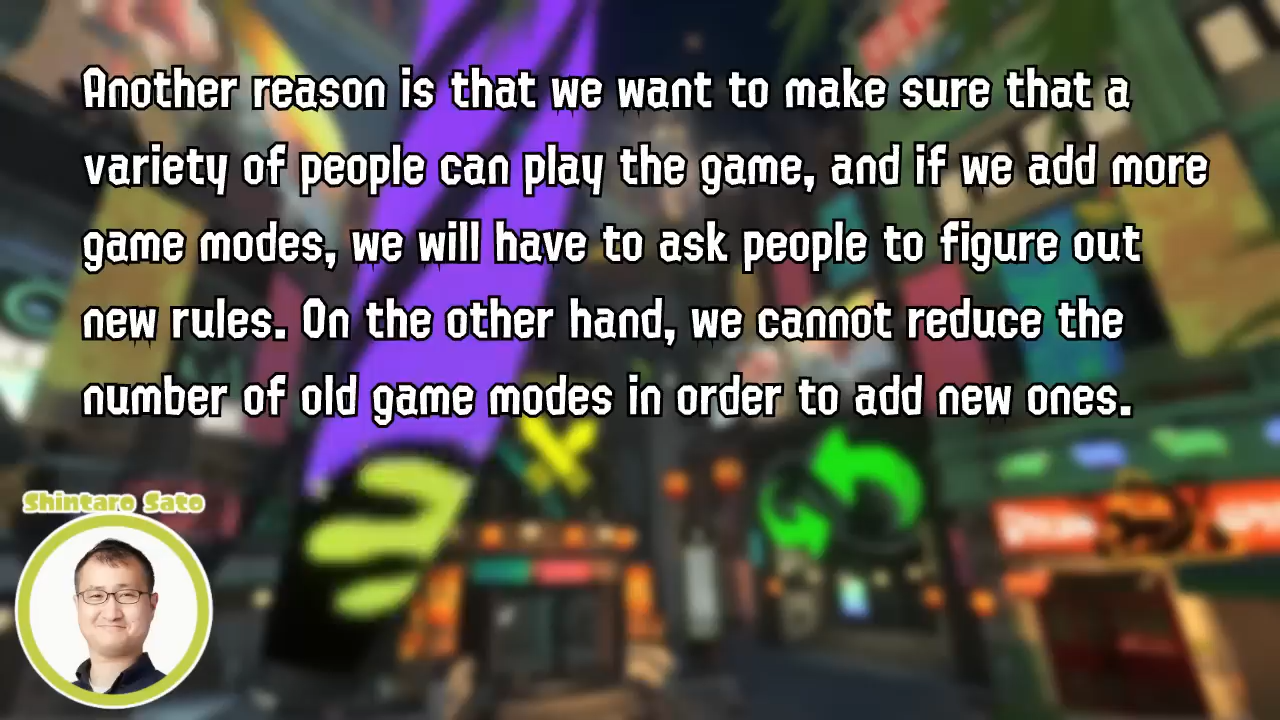 Another reason is that we want to make sure that a
variety of people can play the game, and if we add more
game modes, we will have to ask people to figure out
new rules. On the other hand, we cannot reduce the
number of old game modes in order to add new ones.
Shintaro Sato